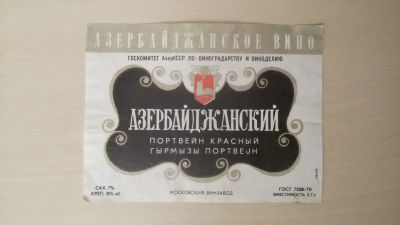 АЗЕРБАЙДЖАНСКОЕ ВИНО
ГОСКОМИТЕТ АзербССР ПО ВИНОГРАДАРСТВУ И ВИНОДЕЛИЮ
АЗЕРБАЙДЖАНСКИЙ
ПОРТВЕЙН КРАСНЫЙ
ГЫРМЫЗЫ ПОРТВЕЈН
САХ. 7%
КРЕП. 18% об.
МОСКОВСКИЙ ВИНЗАВОД
ГОСТ 7208-70
ВМЕСТИМОСТЬ 0,7 л